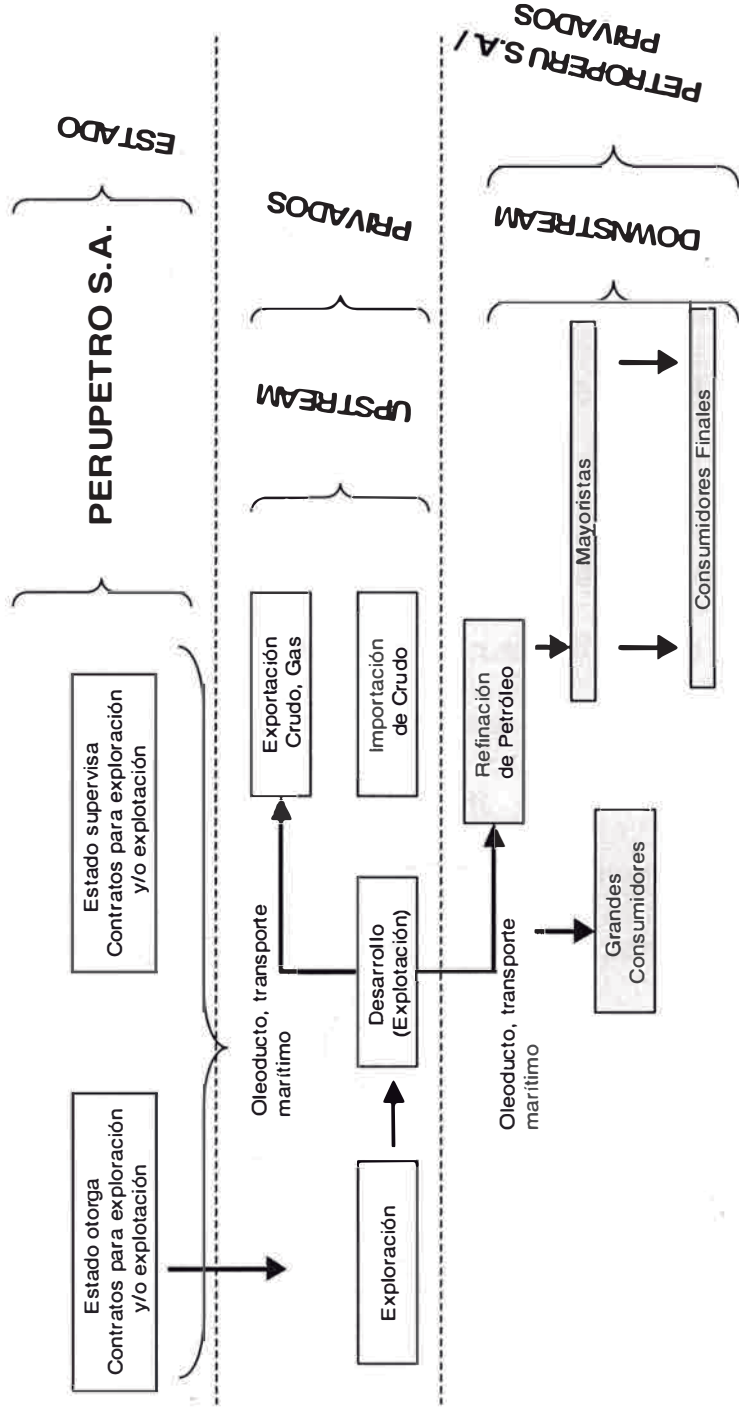 Estado otorga
Contratos para exploración
y/o explotación
Estado supervisa
Contratos para exploración
y/o explotación
PERUPETRO S.A.
ESTADO
Oleoducto, transporte
marítimo
Exportación
Crudo, Gas
Exploración
Desarrollo
(Explotación)
Importación
de Crudo
UPSTREAM
PRIVADOS
Oleoducto, transporte
marítimo
Refinación
de Petróleo
Grandes
Consumidores
Mayoristas
Consumidores Finales
DOWNSTREAM
PETROPERU S.A. /
PRIVADOS